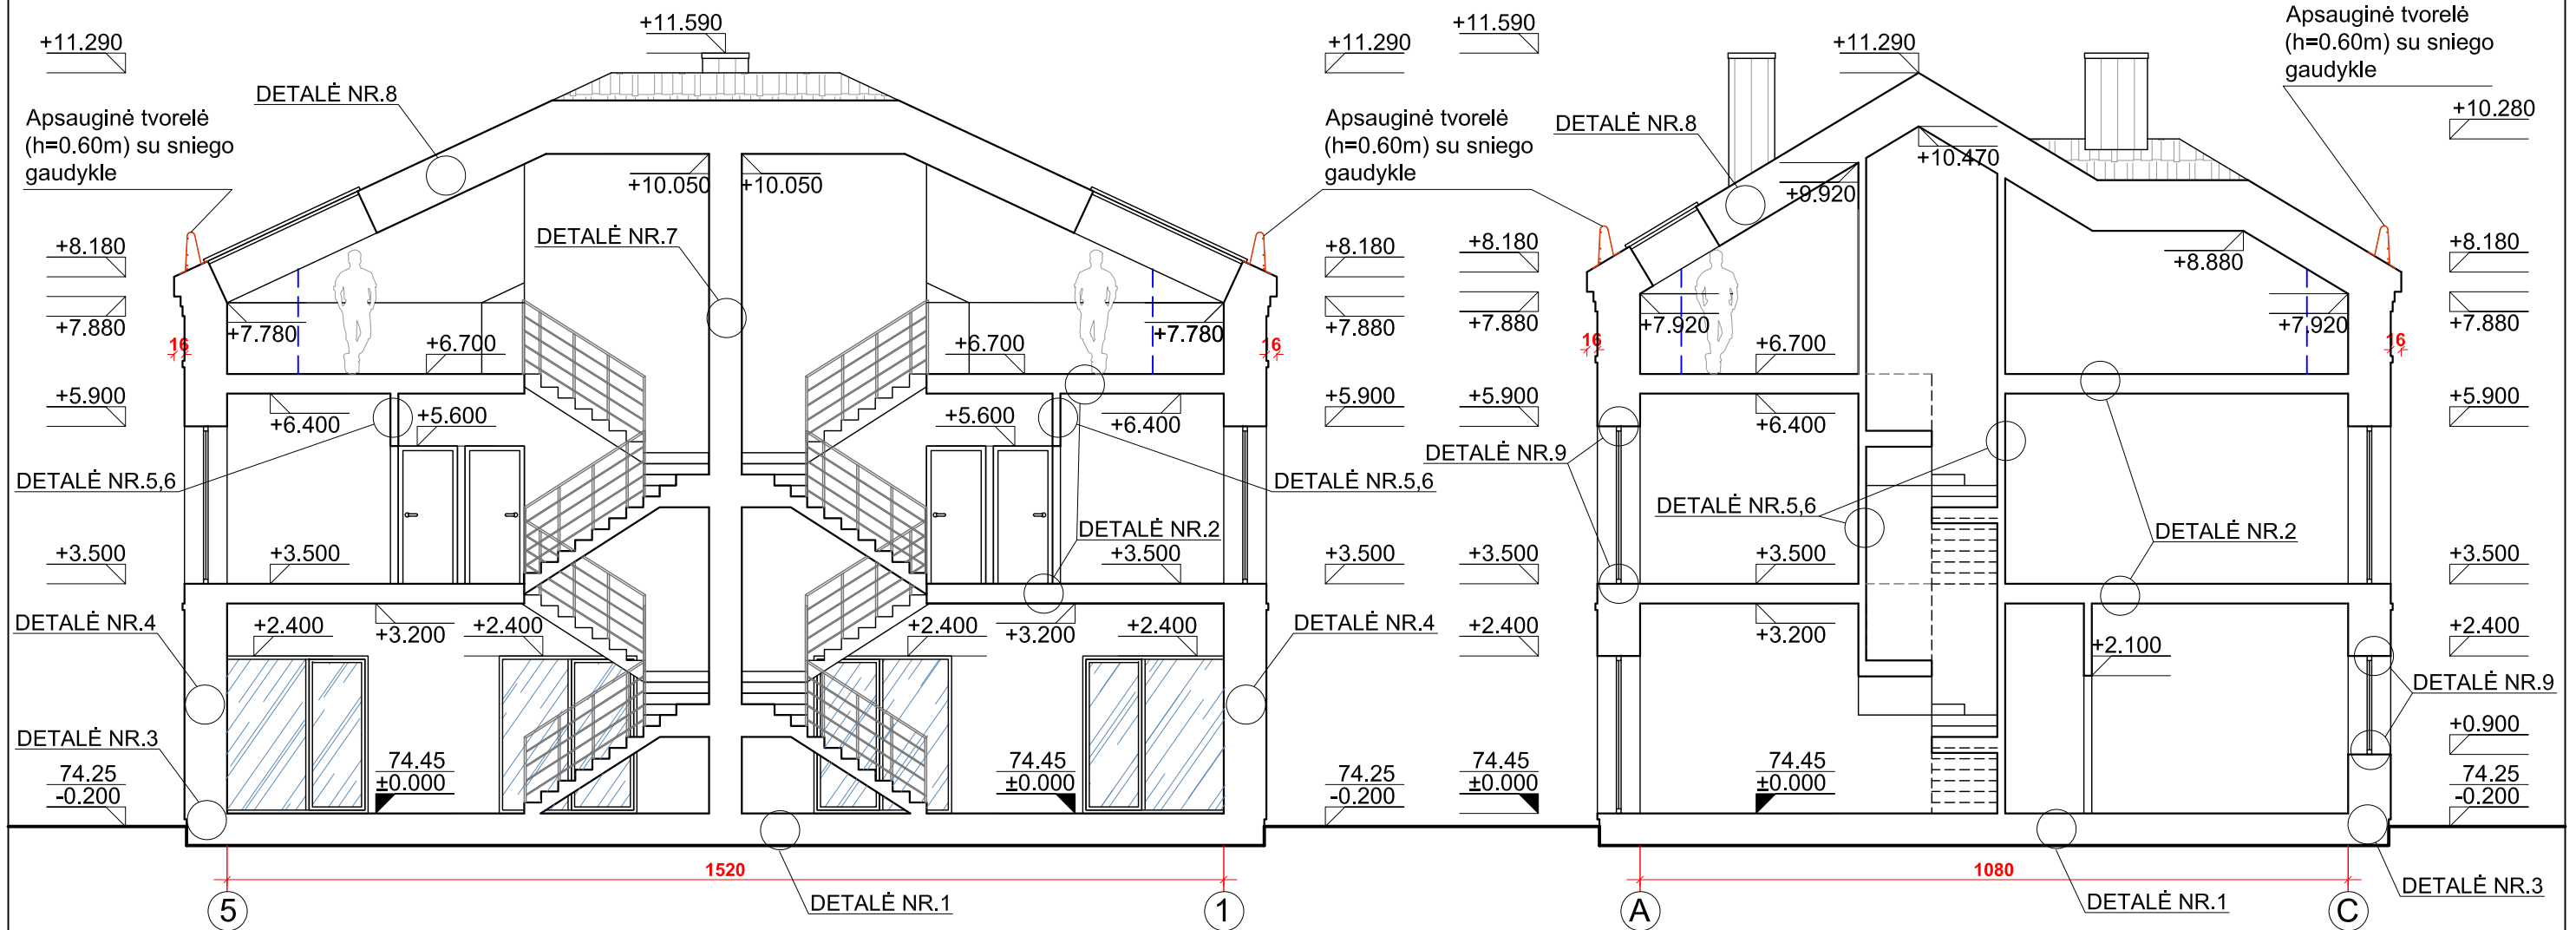 +11.290
+11.590
DETALĖ NR.8
Apsauginė tvorelė
(h=0.60m) su sniego
gaudykle
+10.050
+10.050
DETALĖ NR.7
+8.180
+7.880
+7.780
+7.780
16
16
+6.700
+6.700
+5.900
+6.400
+5.600
+5.600
+6.400
DETALĖ NR.5,6
DETALĖ NR.5,6
DETALĖ NR.2
+3.500
+3.500
+3.500
DETALĖ NR.4
+2.400
+3.200
+2.400
+2.400
+3.200
+2.400
DETALĖ NR.4
DETALĖ NR.3
74.25
-0.200
74.45
±0.000
74.45
±0.000
1520
5
1
DETALĖ NR.1
+11.290
+11.590
Apsauginė tvorelė
(h=0.60m) su sniego
gaudykle
+8.180
+8.180
+7.880
+7.880
+5.900
+5.900
+3.500
+3.500
+2.400
74.25
-0.200
74.45
±0.000
+11.290
Apsauginė tvorelė
(h=0.60m) su sniego
gaudykle
DETALĖ NR.8
+10.470
+9.920
+10.280
+8.180
+8.880
+7.880
+7.920
+7.920
16
16
+6.700
+5.900
+6.400
DETALĖ NR.9
DETALĖ NR.5,6
DETALĖ NR.2
+3.500
+3.500
+3.200
+2.400
+2.100
DETALĖ NR.9
+0.900
74.45
±0.000
74.25
-0.200
1080
A
C
DETALĖ NR.1
DETALĖ NR.3